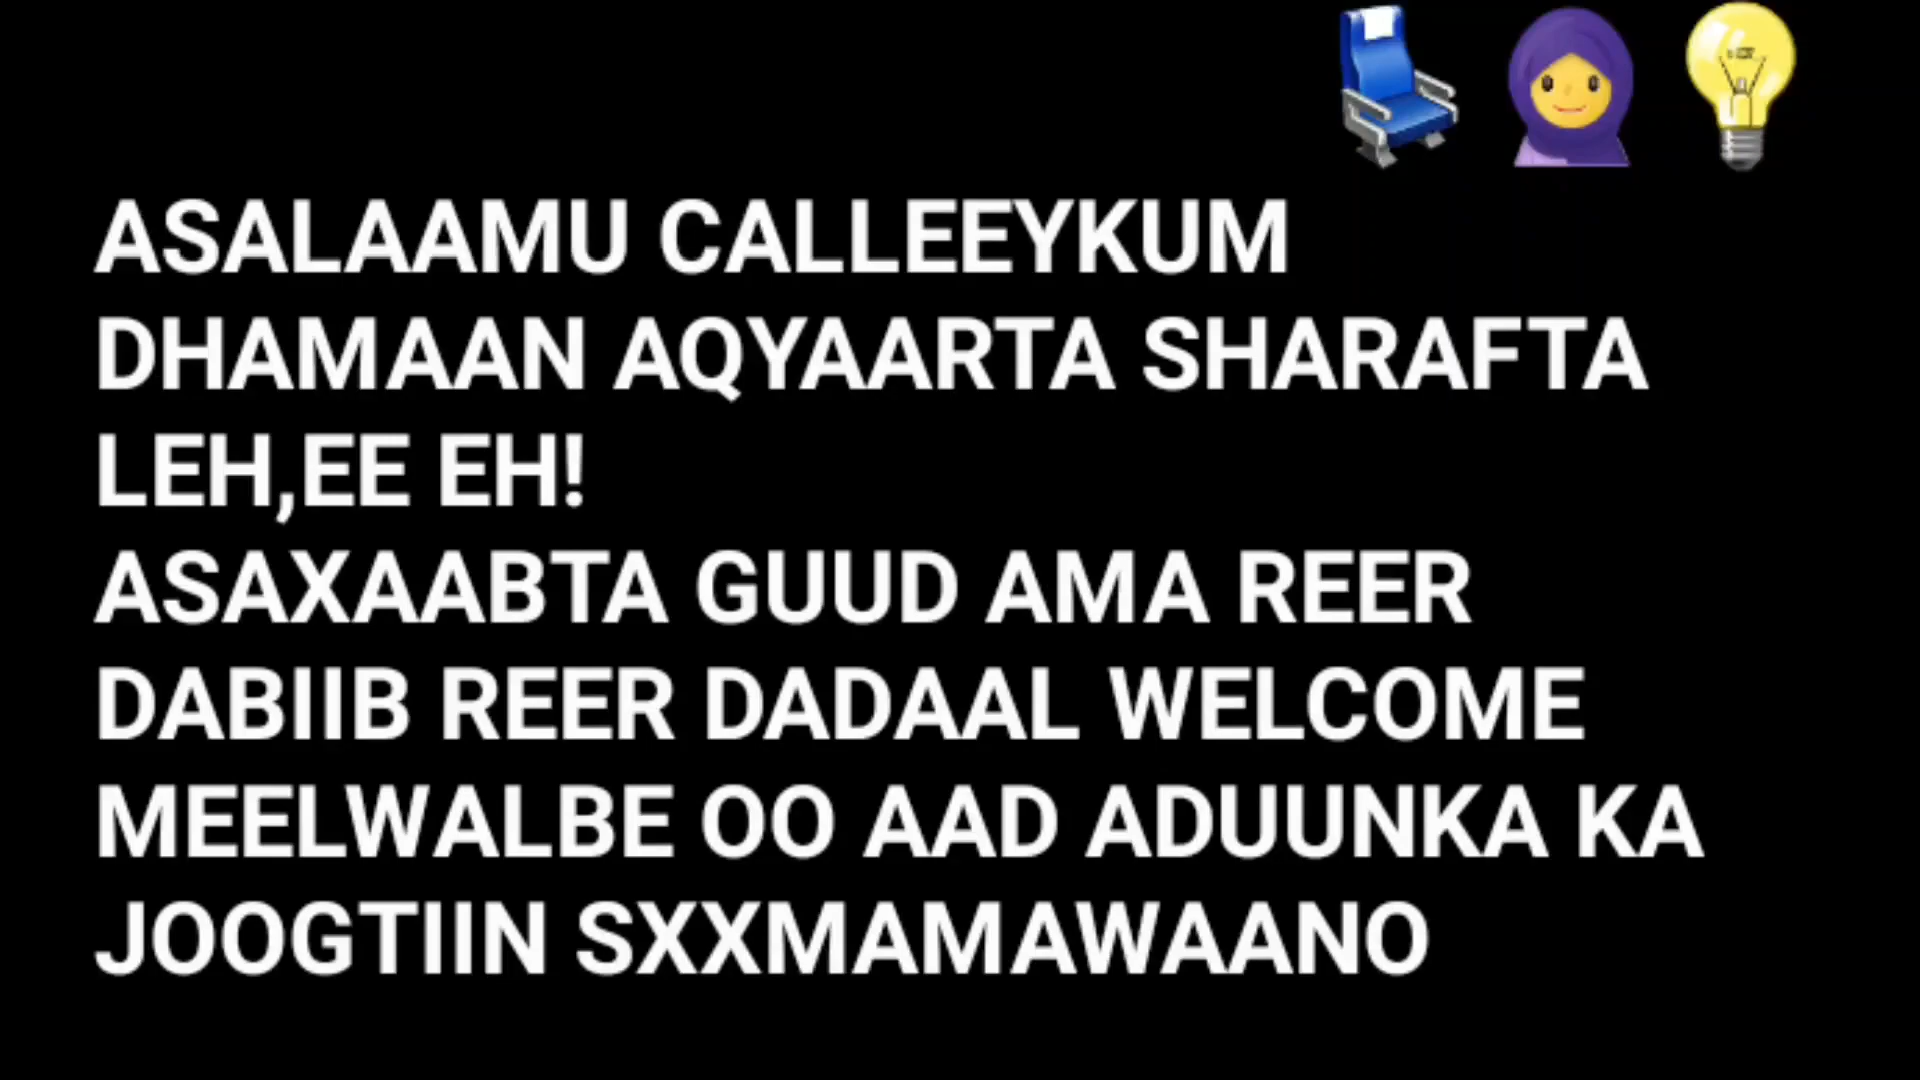 ASALAAMU CALLEEYKUM
DHAMAAN AQYAARTA SHARAFTA
LEH,EE EH!
ASAXAABTA GUUD AMA REER
DABIIB REER DADAAL WELCOME
MEELWALBE OO AAD ADUUNKA KA
JOOGTIIN SXXMAMAWAANO